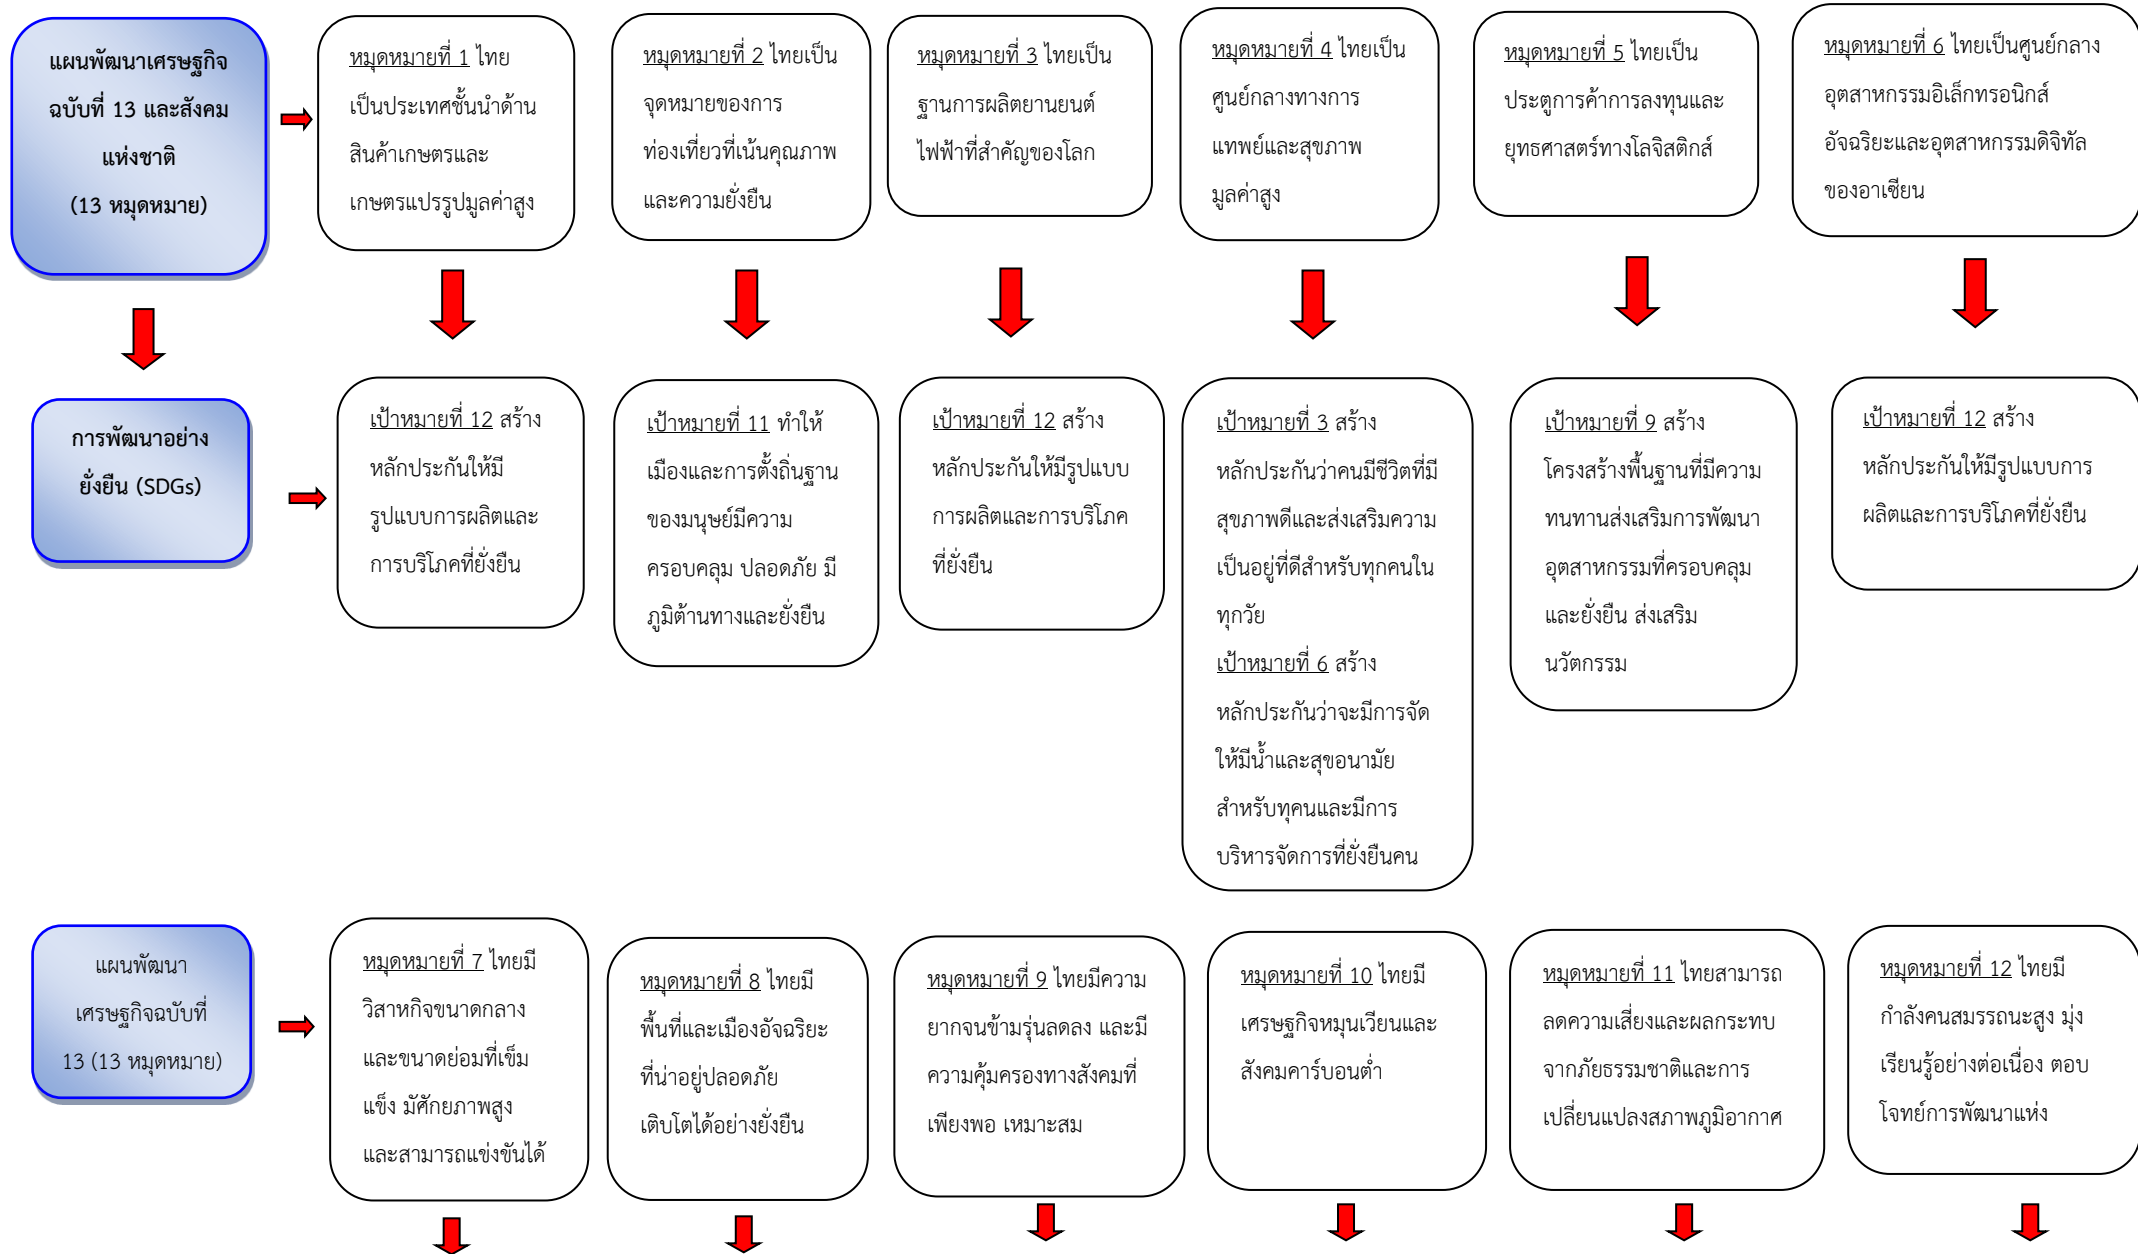 แผนพัฒนาเศรษฐกิจ
ฉบับที่ 13 และสังคม
แห่งชาติ
(13 หมุดหมาย)
หมุดหมายที่ 1 ไทย
เป็นประเทศชั้นนำด้าน
สินค้าเกษตรและ
เกษตรแปรรูปมูลค่าสูง
หมุดหมายที่ 2 ไทยเป็น
จุดหมายของการ
ท่องเที่ยวที่เน้นคุณภาพ
และความยั่งยืน
หมุดหมายที่ 3 ไทยเป็น
ฐานการผลิตยานยนต์
ไฟฟ้าที่สำคัญของโลก
หมุดหมายที่ 4 ไทยเป็น
ศูนย์กลางทางการ
แทพย์และสุขภาพ
มูลค่าสูง
หมุดหมายที่ 5 ไทยเป็น
ประตูการค้าการลงทุนและ
ยุทธศาสตร์ทางโลจิสติกส์
หมุดหมายที่ 6 ไทยเป็นศูนย์กลาง
อุตสาหกรรมอิเล็กทรอนิกส์
อัจฉริยะและอุตสาหกรรมดิจิทัล
ของอาเซียน
การพัฒนาอย่าง
ยั่งยืน (SDGs)
เป้าหมายที่ 12 สร้าง
หลักประกันให้มี
รูปแบบการผลิตและ
การบริโภคที่ยั่งยืน
เป้าหมายที่ 11 ทำให้
เมืองและการตั้งถิ่นฐาน
ของมนุษย์มีความ
ครอบคลุม ปลอดภัย มี
ภูมิต้านทางและยั่งยืน
เป้าหมายที่ 12 สร้าง
หลักประกันให้มีรูปแบบ
การผลิตและการบริโภค
ที่ยั่งยืน
เป้าหมายที่ 3 สร้าง
หลักประกันว่าคนมีชีวิตที่มี
สุขภาพดีและส่งเสริมความ
เป็นอยู่ที่ดีสำหรับทุกคนใน
ทุกวัย
เป้าหมายที่ 6 สร้าง
หลักประกันว่าจะมีการจัด
ให้มีน้ำและสุขอนามัย
สำหรับทุคนและมีการ
บริหารจัดการที่ยั่งยืนคน
เป้าหมายที่ 9 สร้าง
โครงสร้างพื้นฐานที่มีความ
ทนทานส่งเสริมการพัฒนา
อุตสาหกรรมที่ครอบคลุม
และยั่งยืน ส่งเสริม
นวัตกรรม
เป้าหมายที่ 12 สร้าง
หลักประกันให้มีรูปแบบการ
ผลิตและการบริโภคที่ยั่งยืน
แผนพัฒนา
เศรษฐกิจฉบับที่
13 (13 หมุดหมาย)
หมุดหมายที่ 7 ไทยมี
วิสาหกิจขนาดกลาง
และขนาดย่อมที่เข็ม
แข็ง มัศักยภาพสูง
และสามารถแข่งขันได้
หมุดหมายที่ 8 ไทยมี
พื้นที่และเมืองอัจฉริยะ
ที่น่าอยู่ปลอดภัย
เติบโตได้อย่างยั่งยืน
หมุดหมายที่ 9 ไทยมีความ
ยากจนข้ามรุ่นลดลง และมี
ความคุ้มครองทางสังคมที่
เพียงพอ เหมาะสม
หมุดหมายที่ 10 ไทยมี
เศรษฐกิจหมุนเวียนและ
สังคมคาร์บอนต่ำ
หมุดหมายที่ 11 ไทยสามารถ
ลดความเสี่ยงและผลกระทบ
จากภัยธรรมชาติและการ
เปลี่ยนแปลงสภาพภูมิอากาศ
หมุดหมายที่ 12 ไทยมี
กำลังคนสมรรถนะสูง มุ่ง
เรียนรู้อย่างต่อเนื่อง ตอบ
โจทย์การพัฒนาแห่ง